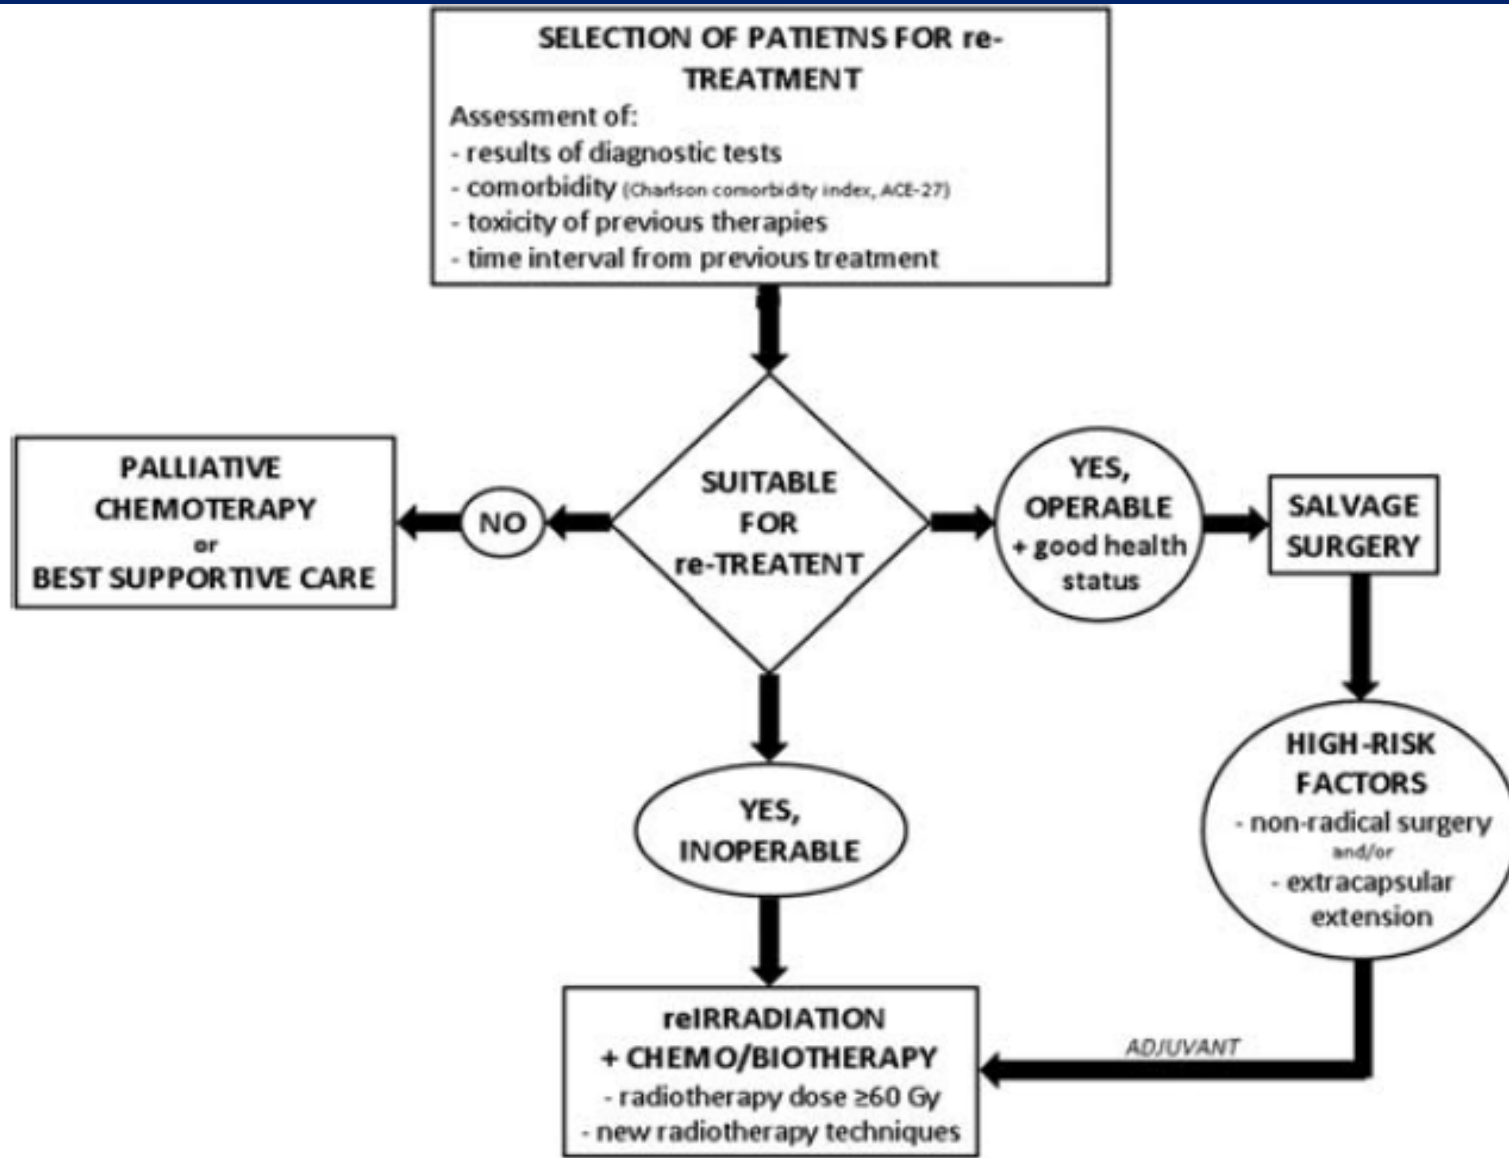 SELECTION OF PATIETNS FOR re-
TREATMENT
Assessment of:
- results of diagnostic tests
- comorbidity (Charlson comorbidity index, ACE-27)
- toxicity of previous therapies
- time interval from previous treatment
PALLIATIVE
CHEMOTERAPY
or
BEST SUPPORTIVE CARE
NO
SUITABLE
FOR
re-TREATENT
YES,
OPERABLE
+ good health
status
SALVAGE
SURGERY
HIGH-RISK
FACTORS
- non-radical surgery
and/or
- extracapsular
extension
YES,
INOPERABLE
reIRRADIATION
+ CHEMO/BIOTHERAPY
- radiotherapy dose ≥60 Gy
- new radiotherapy techniques
ADJUVANT